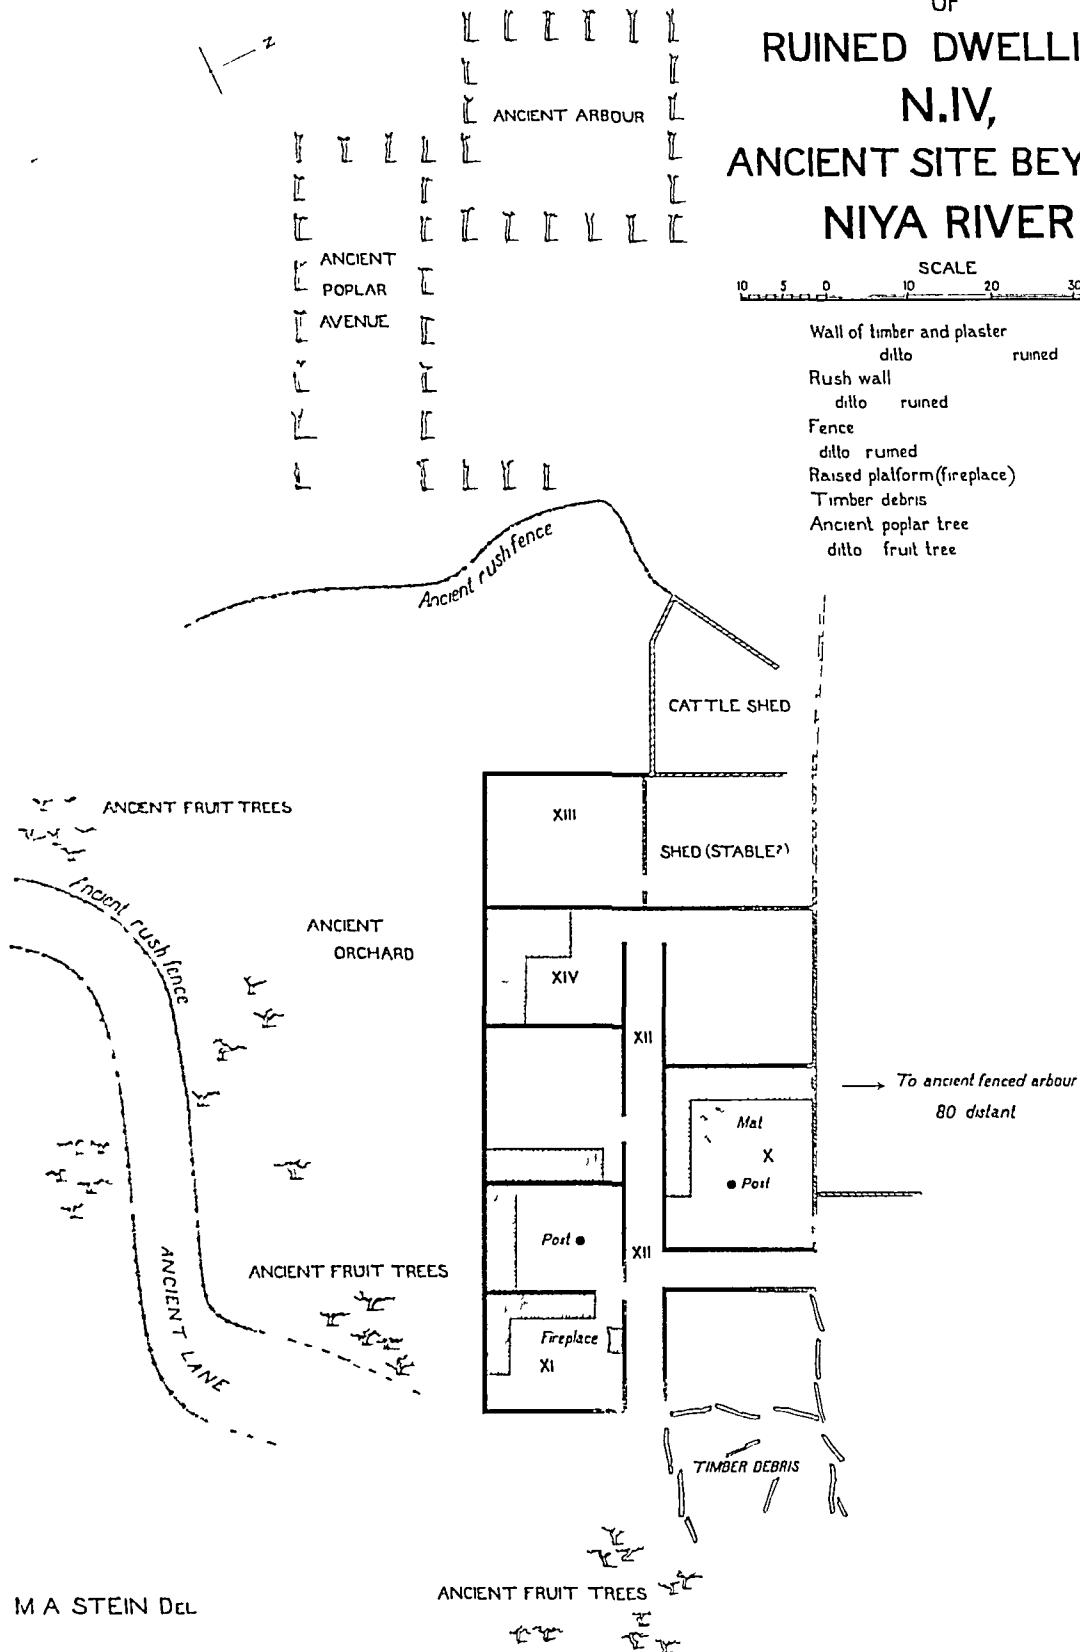 OF
RUINED DWELLI
N.IV,
ANCIENT SITE BEY
NIYA RIVER
SCALE
10 5 0 10 20 30
Wall of timber and plaster
ditto ruined
Rush wall
ditto ruined
Fence
ditto ruined
Raised platform (fireplace)
Timber debris
Ancient poplar tree
ditto fruit tree
N
ANCIENT ARBOUR
ANCIENT
POPLAR
AVENUE
Ancient rush fence
CATTLE SHED
ANCIENT FRUIT TREES
XIII
SHED (STABLE?)
Ancient rush fence
ANCIENT
ORCHARD
XIV
XII
To ancient fenced arbour
80 distant
Mat
X
Post
Post
XII
ANCIENT FRUIT TREES
ANCIENT LANE
Fireplace
XI
TIMBER DEBRIS
ANCIENT FRUIT TREES
M A STEIN DEL